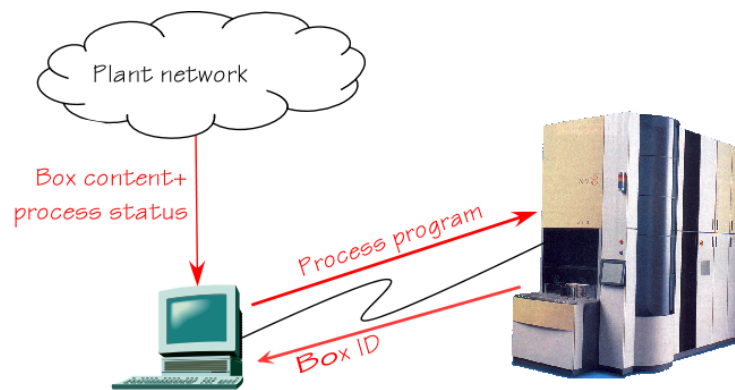 Plant network
Box content+
process status
Process program
Box ID